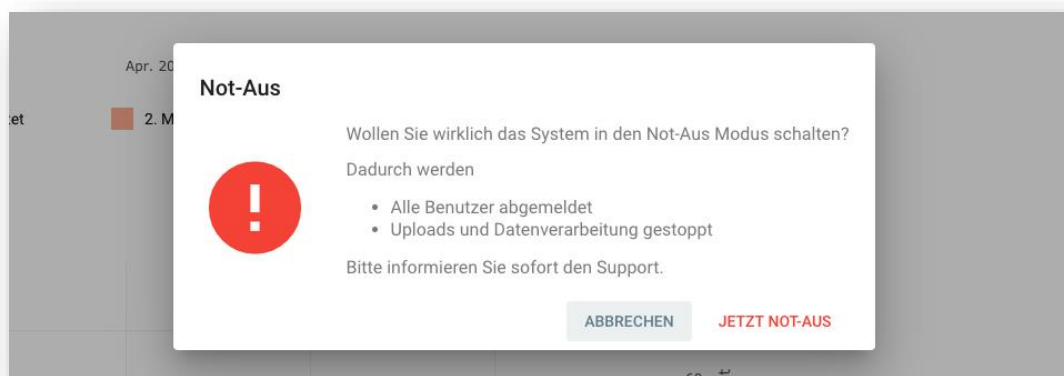 Apr. 20
Not-Aus
2. M
Wollen Sie wirklich das System in den Not-Aus Modus schalten?
Dadurch werden
• Alle Benutzer abgemeldet
• Uploads und Datenverarbeitung gestoppt
Bitte informieren Sie sofort den Support.
ABBRECHEN JETZT NOT-AUS